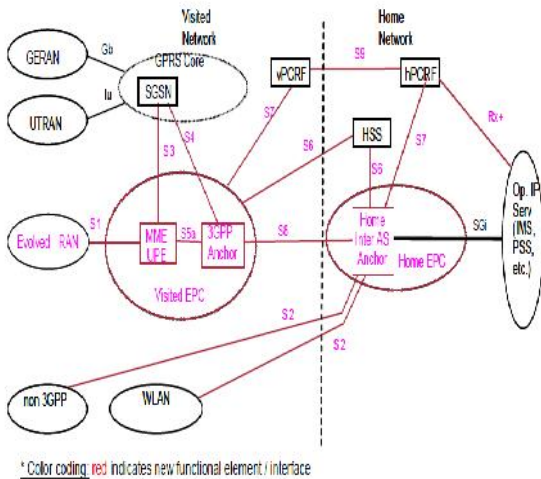 Visited
Network
Home
Network
GERAN
Gb
GPRS Core
SGSN
UTRAN
Iu
vPCRF
S9
hPCRF
S7
S6
HSS
Rx+
S3
S4
S6
S7
Evolved RAN
S1
MME
UPE
S5a
3GPP
Anchor
Visited EPC
S8
Home
Inter AS
Anchor
Home EPC
SGi
Op. IP
Serv
(IMS,
PSS,
etc.)
S2
S2
non 3GPP
WLAN
* Color coding: red indicates new functional element / interface